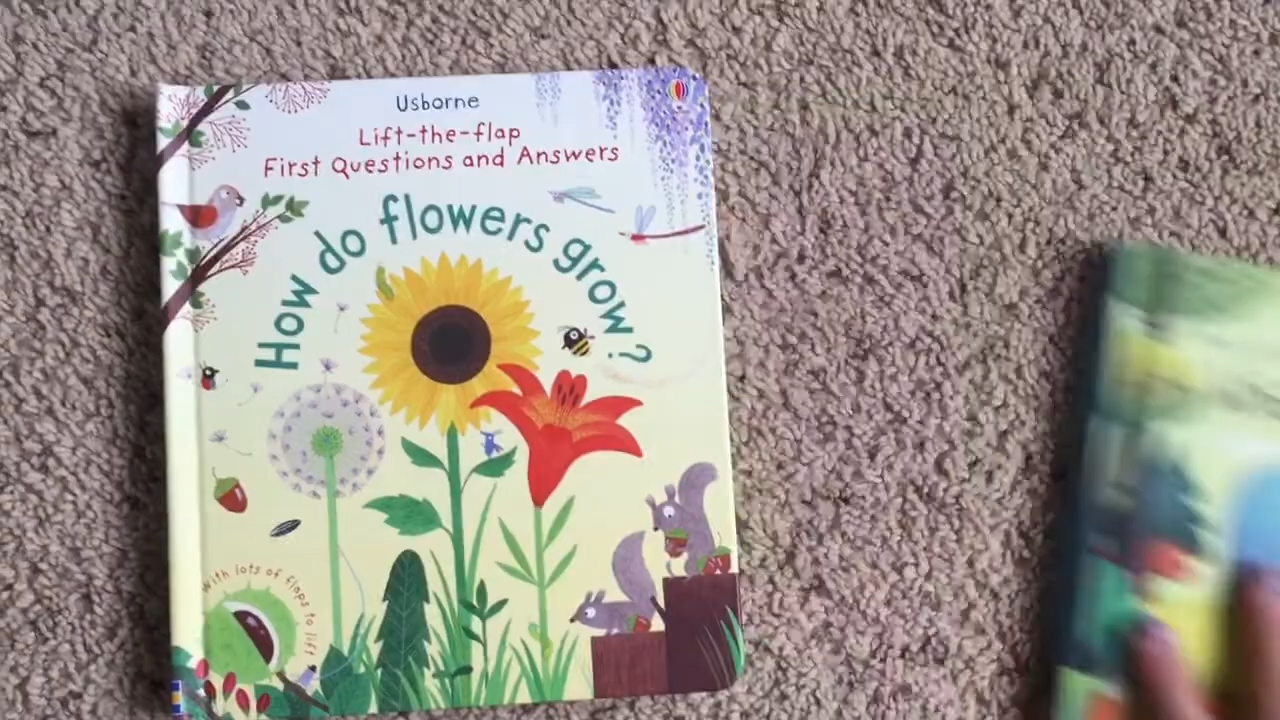 Usborne
Lift-the-flap
First Questions and Answers
How do flowers grow?
With lots of flaps to lift